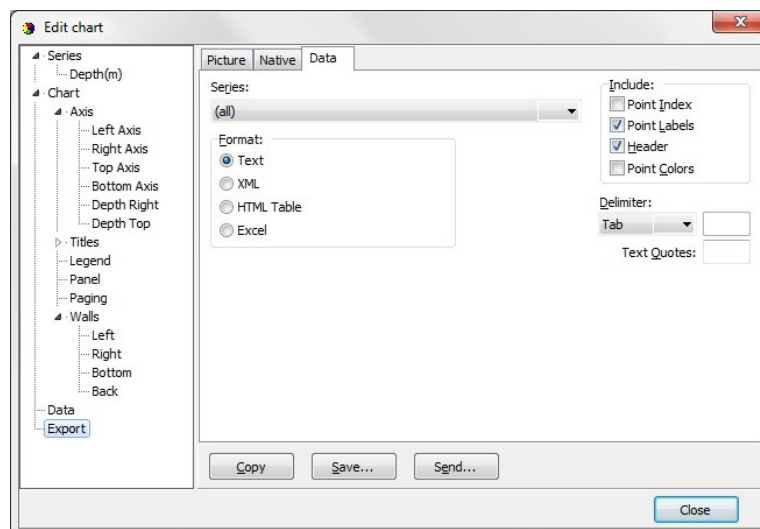 Edit chart
Series
Depth(m)
Chart
Axis
Left Axis
Right Axis
Top Axis
Bottom Axis
Depth Right
Depth Top
Titles
Legend
Panel
Paging
Walls
Left
Right
Bottom
Back
Data
Export
Picture Native Data
Series:
(all)
Format:
Text
XML
HTML Table
Excel
Include:
Point Index
Point Labels
Header
Point Colors
Delimiter:
Tab
Text Quotes:
Copy Save... Send...
Close